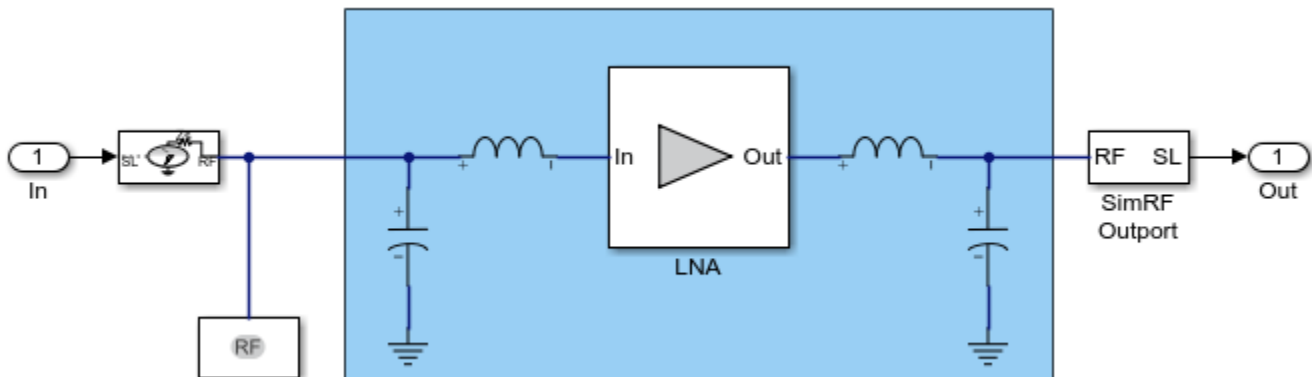 1
In
SL
RF
+
-
+
-
In
Out
LNA
+
-
+
-
RF SL
SimRF
Outport
1
Out
RF